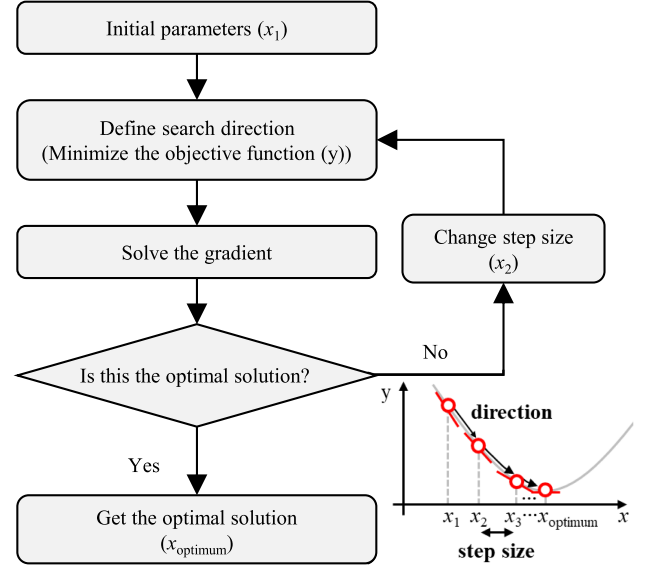 Initial parameters (x₁)
Define search direction
(Minimize the objective function (y))
Solve the gradient
Change step size
(x₂)
Is this the optimal solution?
No
Yes
Get the optimal solution
(xoptimum)
y
direction
x₁ x₂ x₃ ··· xoptimum x
step size